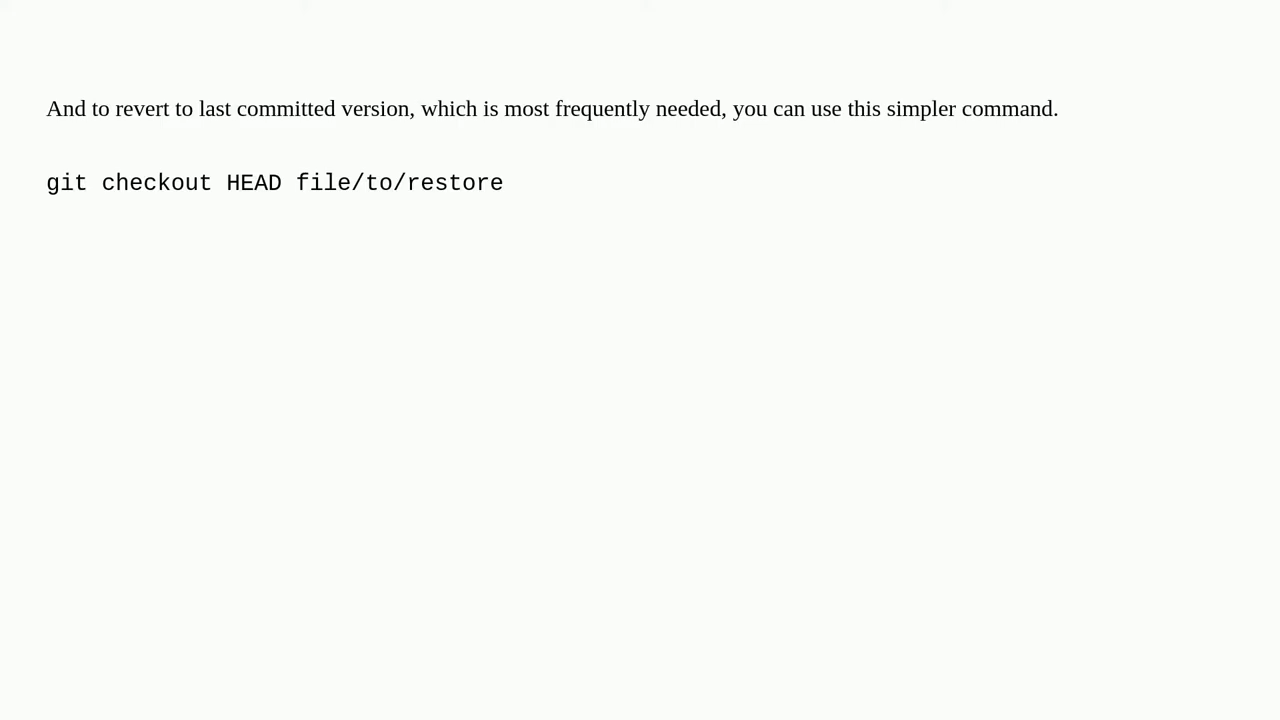 And to revert to last committed version, which is most frequently needed, you can use this simpler command.
git checkout HEAD file/to/restore